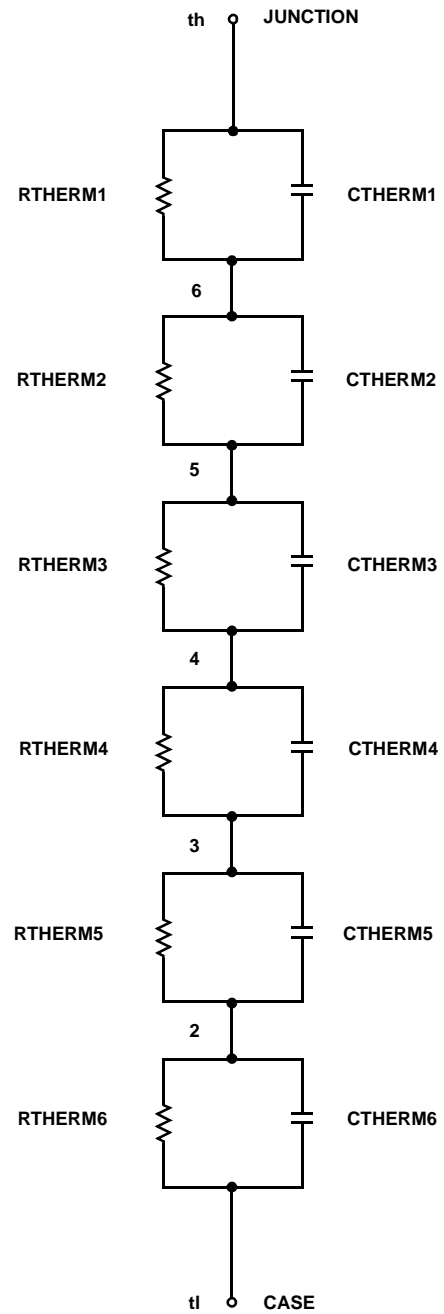 th JUNCTION
RTHERM1 CTHERM1
6
RTHERM2 CTHERM2
5
RTHERM3 CTHERM3
4
RTHERM4 CTHERM4
3
RTHERM5 CTHERM5
2
RTHERM6 CTHERM6
tl CASE